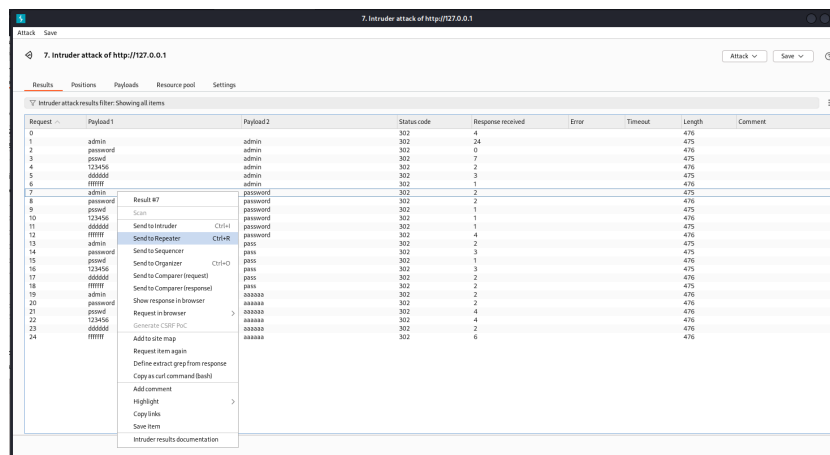 7. Intruder attack of http://127.0.0.1
Attack Save
7. Intruder attack of http://127.0.0.1
Attack Save
Results Positions Payloads Resource pool Settings
Intruder attack results filter: Showing all items
Request Payload 1 Payload 2 Status code Response received Error Timeout Length Comment
0 302 4 476
1 admin admin 302 24 475
2 password admin 302 0 476
3 psswd admin 302 7 475
4 123456 admin 302 2 476
5 dddddd admin 302 3 475
6 fffffff admin 302 1 476
7 admin password 302 2 475
8 password password 302 2 476
9 psswd password 302 1 475
10 123456 password 302 1 476
11 dddddd password 302 1 476
12 fffffff password 302 4 476
13 admin pass 302 2 475
14 password pass 302 3 476
15 psswd pass 302 1 476
16 123456 pass 302 3 475
17 dddddd pass 302 2 476
18 fffffff pass 302 2 475
19 admin aaaaaa 302 2 476
20 password aaaaaa 302 2 476
21 psswd aaaaaa 302 4 476
22 123456 aaaaaa 302 4 476
23 dddddd aaaaaa 302 2 476
24 fffffff aaaaaa 302 6 476
Result #7
Scan
Send to Intruder Ctrl+I
Send to Repeater Ctrl+R
Send to Sequencer
Send to Organizer Ctrl+O
Send to Comparer (request)
Send to Comparer (response)
Show response in browser
Request in browser
Generate CSRF PoC
Add to site map
Request item again
Define extract grep from response
Copy as curl command (bash)
Add comment
Highlight
Copy links
Save item
Intruder results documentation